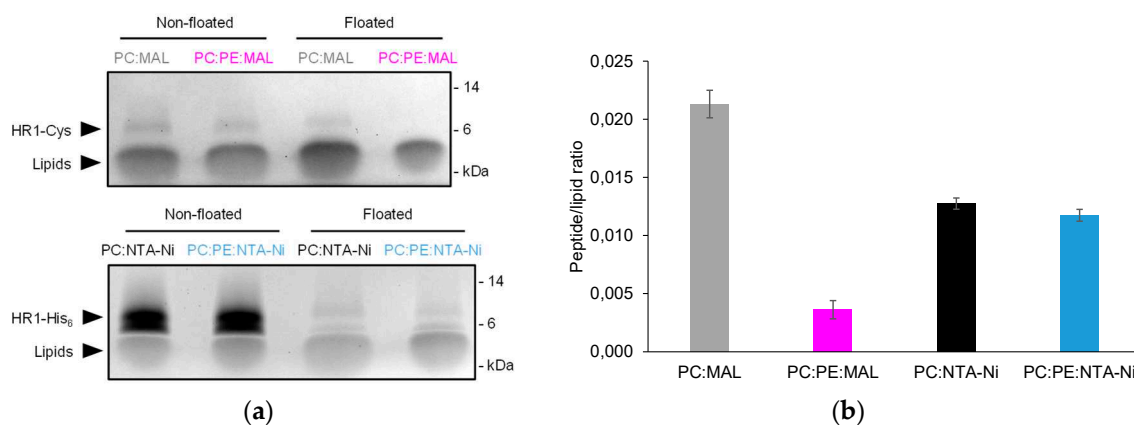 Non-floated Floated
PC:MAL PC:PE:MAL PC:MAL PC:PE:MAL
- 14
HR1-Cys
- 6
Lipids
- kDa
Non-floated Floated
PC:NTA-Ni PC:PE:NTA-Ni PC:NTA-Ni PC:PE:NTA-Ni
- 14
HR1-His₆
- 6
Lipids
- kDa
(a)
Peptide/lipid ratio
0,025
0,020
0,015
0,010
0,005
0,000
PC:MAL PC:PE:MAL PC:NTA-Ni PC:PE:NTA-Ni
(b)